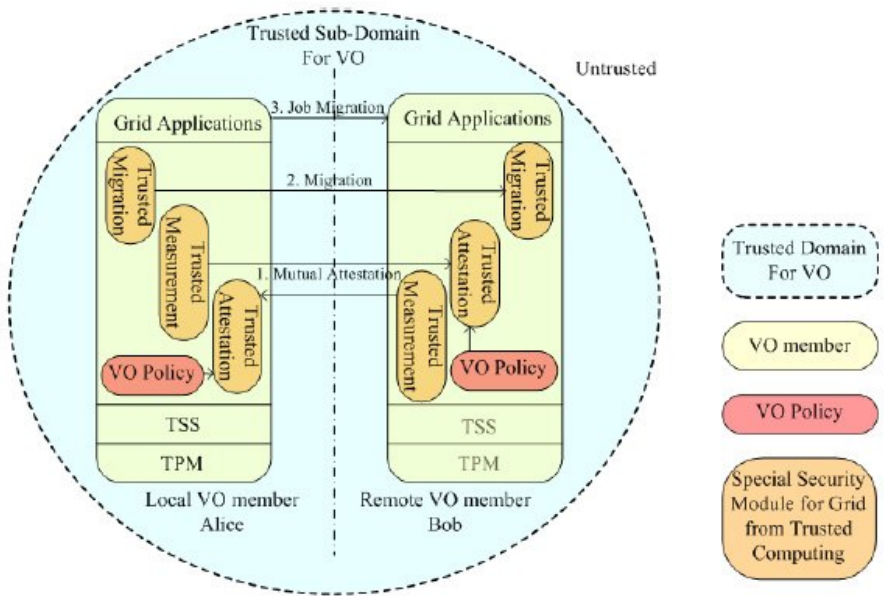 Trusted Sub-Domain
For VO
Untrusted
3. Job Migration
Grid Applications
Grid Applications
Trusted
Migration
2. Migration
Trusted
Migration
Trusted
Measurement
Trusted
Attestation
1. Mutual Attestation
Trusted
Attestation
Trusted
Measurement
VO Policy
VO Policy
TSS
TSS
TPM
TPM
Local VO member
Alice
Remote VO member
Bob
Trusted Domain
For VO
VO member
VO Policy
Special Security
Module for Grid
from Trusted
Computing